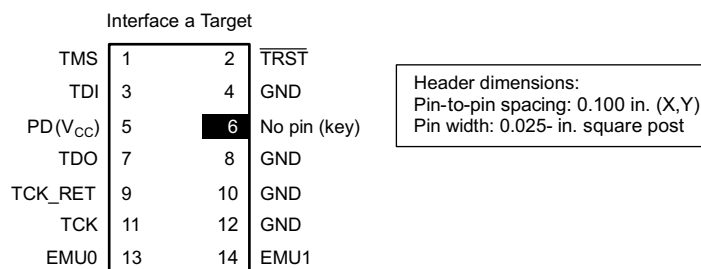 Interface a Target
TMS 1 2 TRST
TDI 3 4 GND
PD(VCC) 5 6 No pin (key)
TDO 7 8 GND
TCK_RET 9 10 GND
TCK 11 12 GND
EMU0 13 14 EMU1
Header dimensions:
Pin-to-pin spacing: 0.100 in. (X,Y)
Pin width: 0.025- in. square post